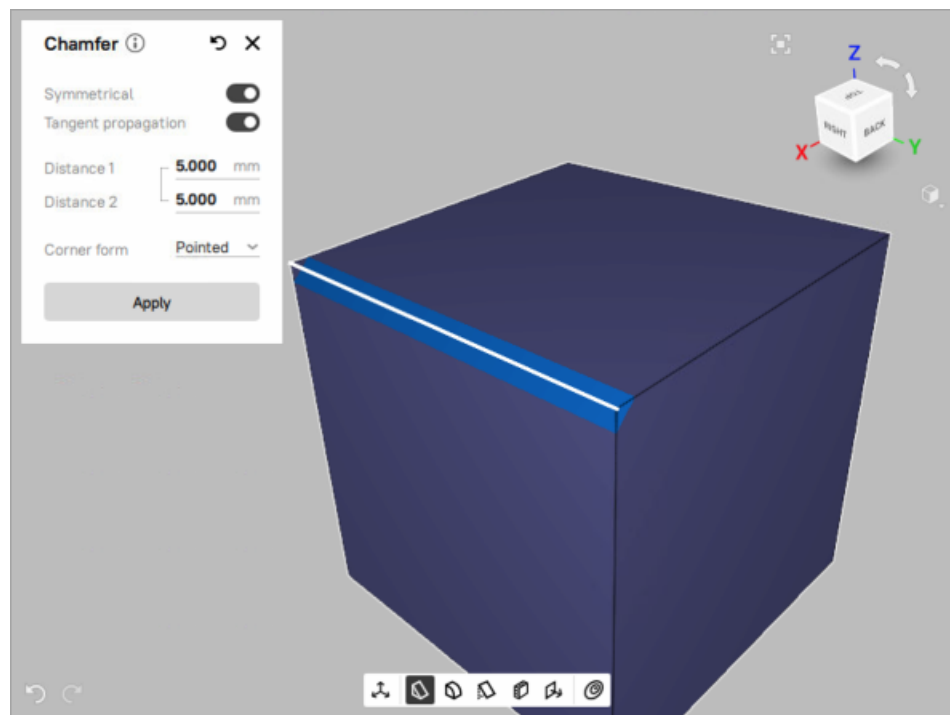 Chamfer
Symmetrical
Tangent propagation
Distance 1 5.000 mm
Distance 2 5.000 mm
Corner form Pointed
Apply
Z
TOP
RIGHT BACK
X Y